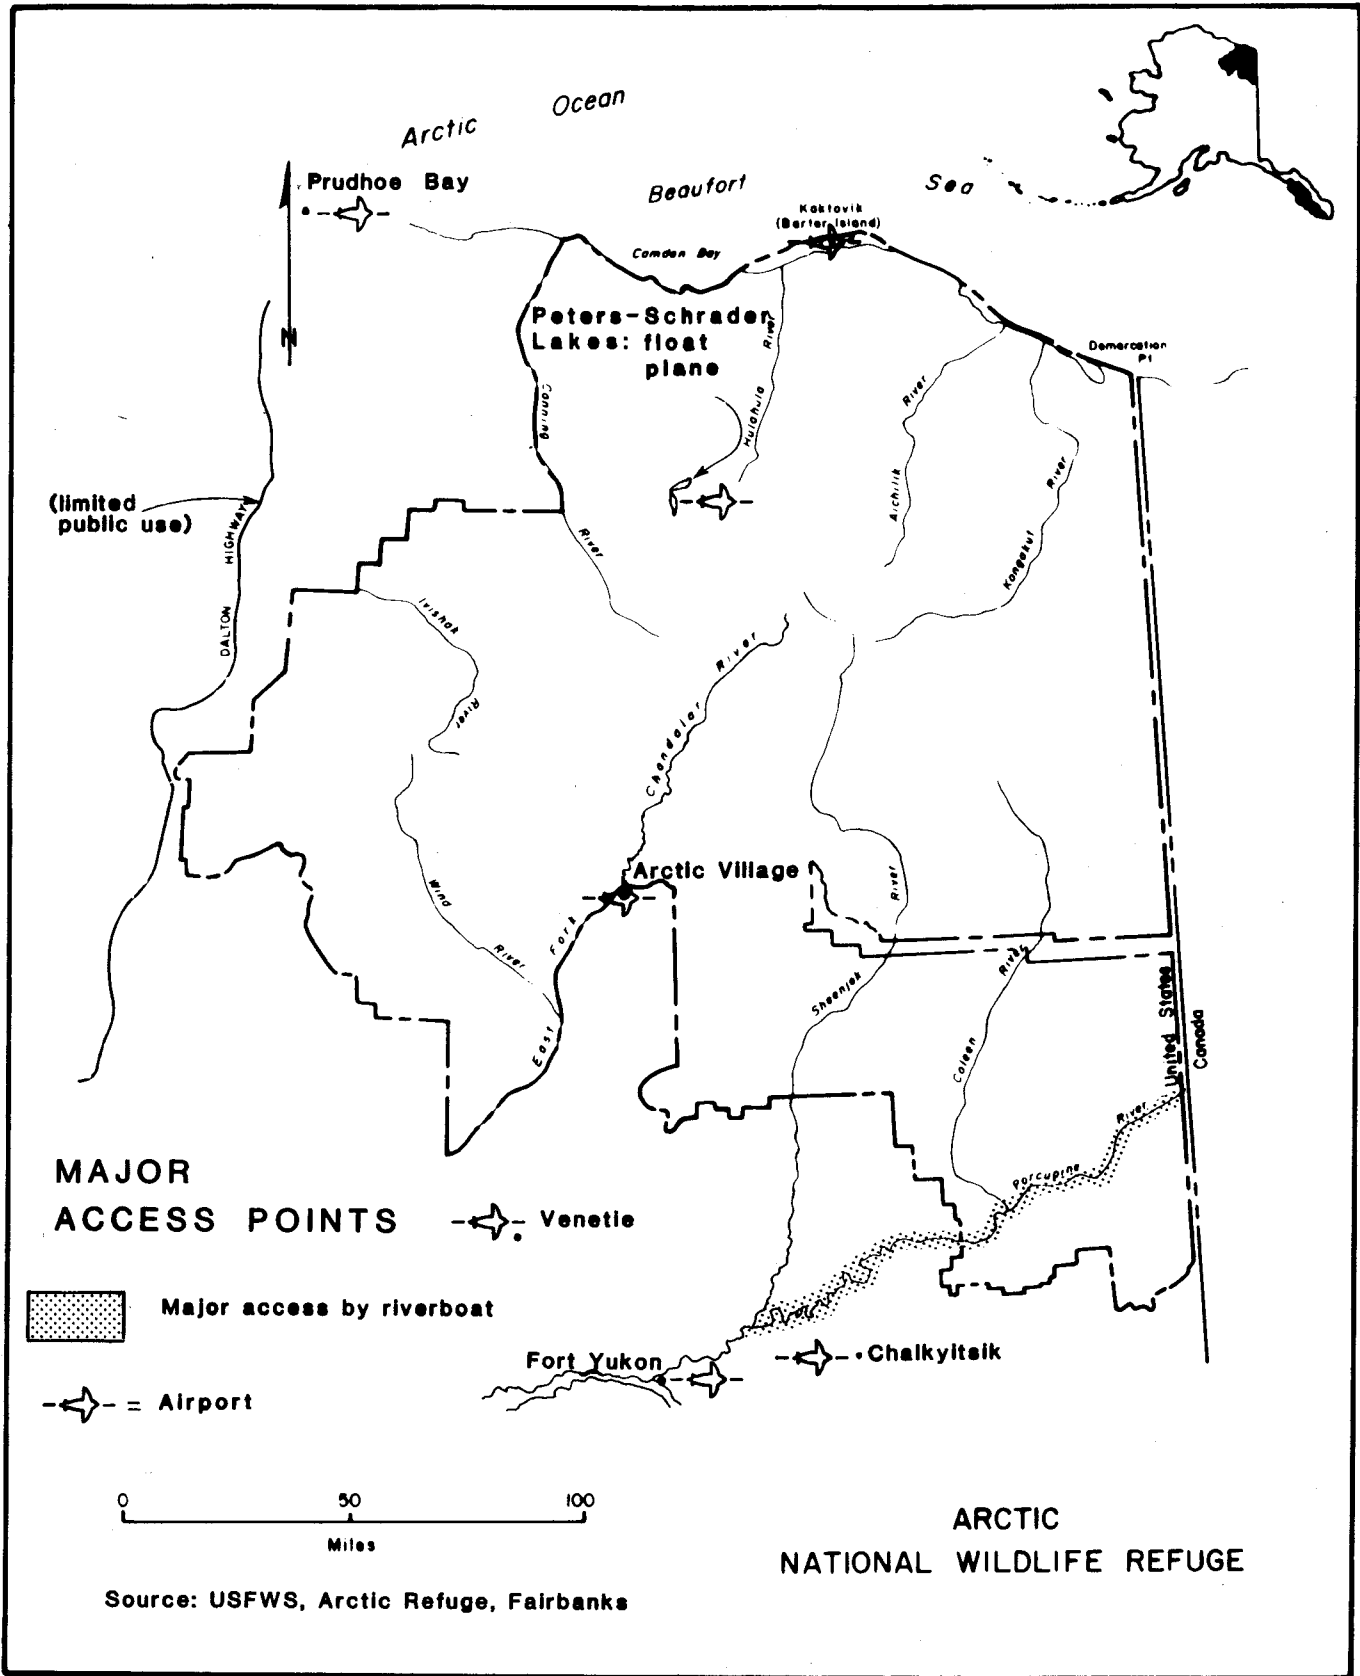 Arctic Ocean
Prudhoe Bay
Beaufort Sea
Kaktovik
(Barter Island)
Camden Bay
N
Peters-Schrader
Lakes: float
plane
Hulahula River
Demarcation
Pt
Canning River
Aichilik River
Kongakut River
(limited
public use)
DALTON HIGHWAY
Ivishak River
Chandalar River
Arctic Village
Wind River
East Fork
Sheenjek River
Coleen River
United States
Canada
Porcupine River
MAJOR
ACCESS POINTS
Venetie
Major access by riverboat
Chalkyitsik
Fort Yukon
= Airport
0 50 100
Miles
ARCTIC
NATIONAL WILDLIFE REFUGE
Source: USFWS, Arctic Refuge, Fairbanks